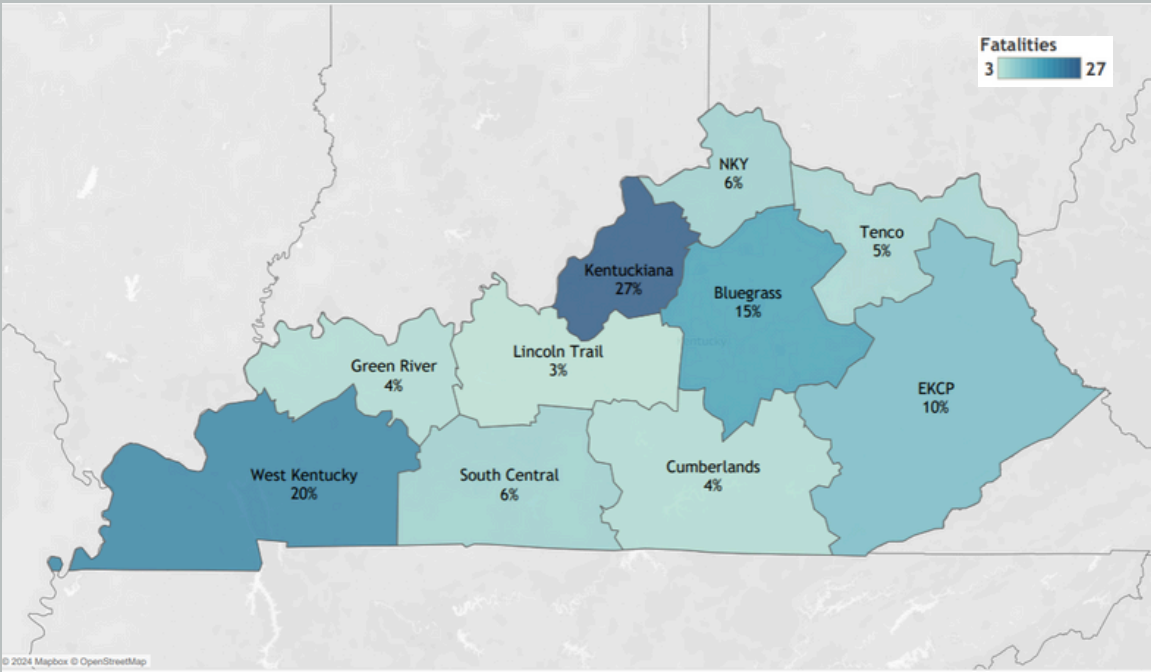 Fatalities
3 27
NKY
6%
Tenco
5%
Kentuckiana
27%
Bluegrass
15%
Lincoln Trail
3%
Green River
4%
EKCP
10%
West Kentucky
20%
South Central
6%
Cumberlands
4%
© 2024 Mapbox © OpenStreetMap